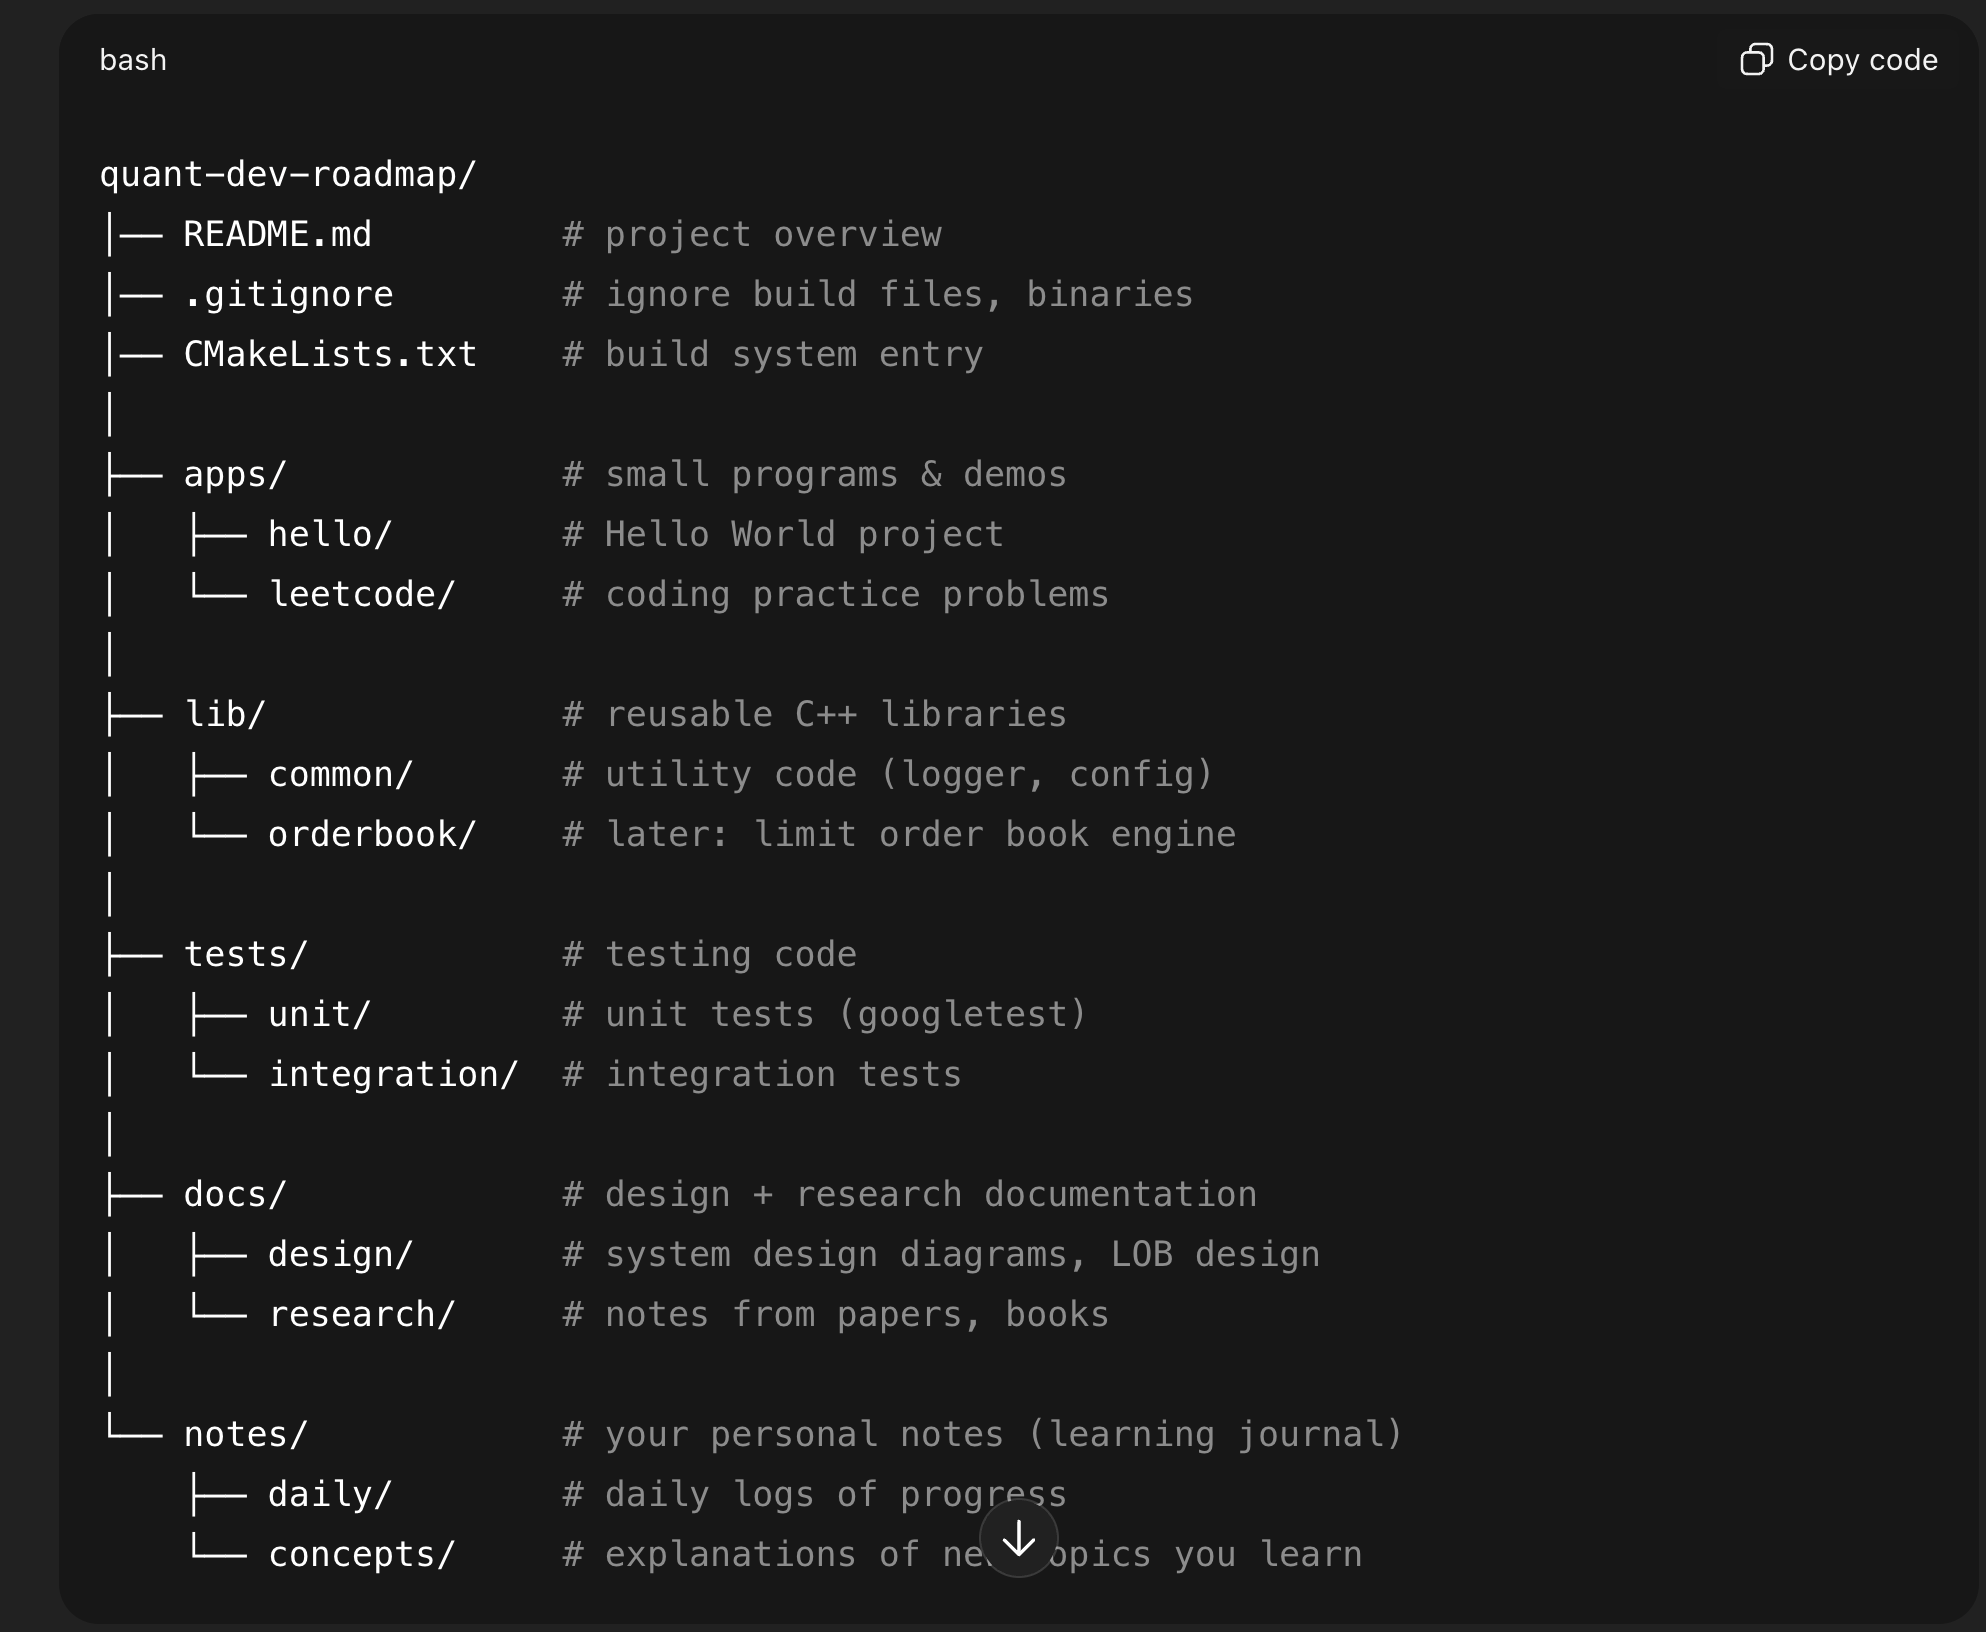 bash
Copy code
quant-dev-roadmap/
│── README.md         # project overview
│── .gitignore        # ignore build files, binaries
│── CMakeLists.txt    # build system entry
│
├── apps/             # small programs & demos
│   ├── hello/        # Hello World project
│   └── leetcode/     # coding practice problems
│
├── lib/              # reusable C++ libraries
│   ├── common/       # utility code (logger, config)
│   └── orderbook/    # later: limit order book engine
│
├── tests/            # testing code
│   ├── unit/         # unit tests (googletest)
│   └── integration/  # integration tests
│
├── docs/             # design + research documentation
│   ├── design/       # system design diagrams, LOB design
│   └── research/     # notes from papers, books
│
└── notes/            # your personal notes (learning journal)
    ├── daily/        # daily logs of progress
    └── concepts/     # explanations of you learn